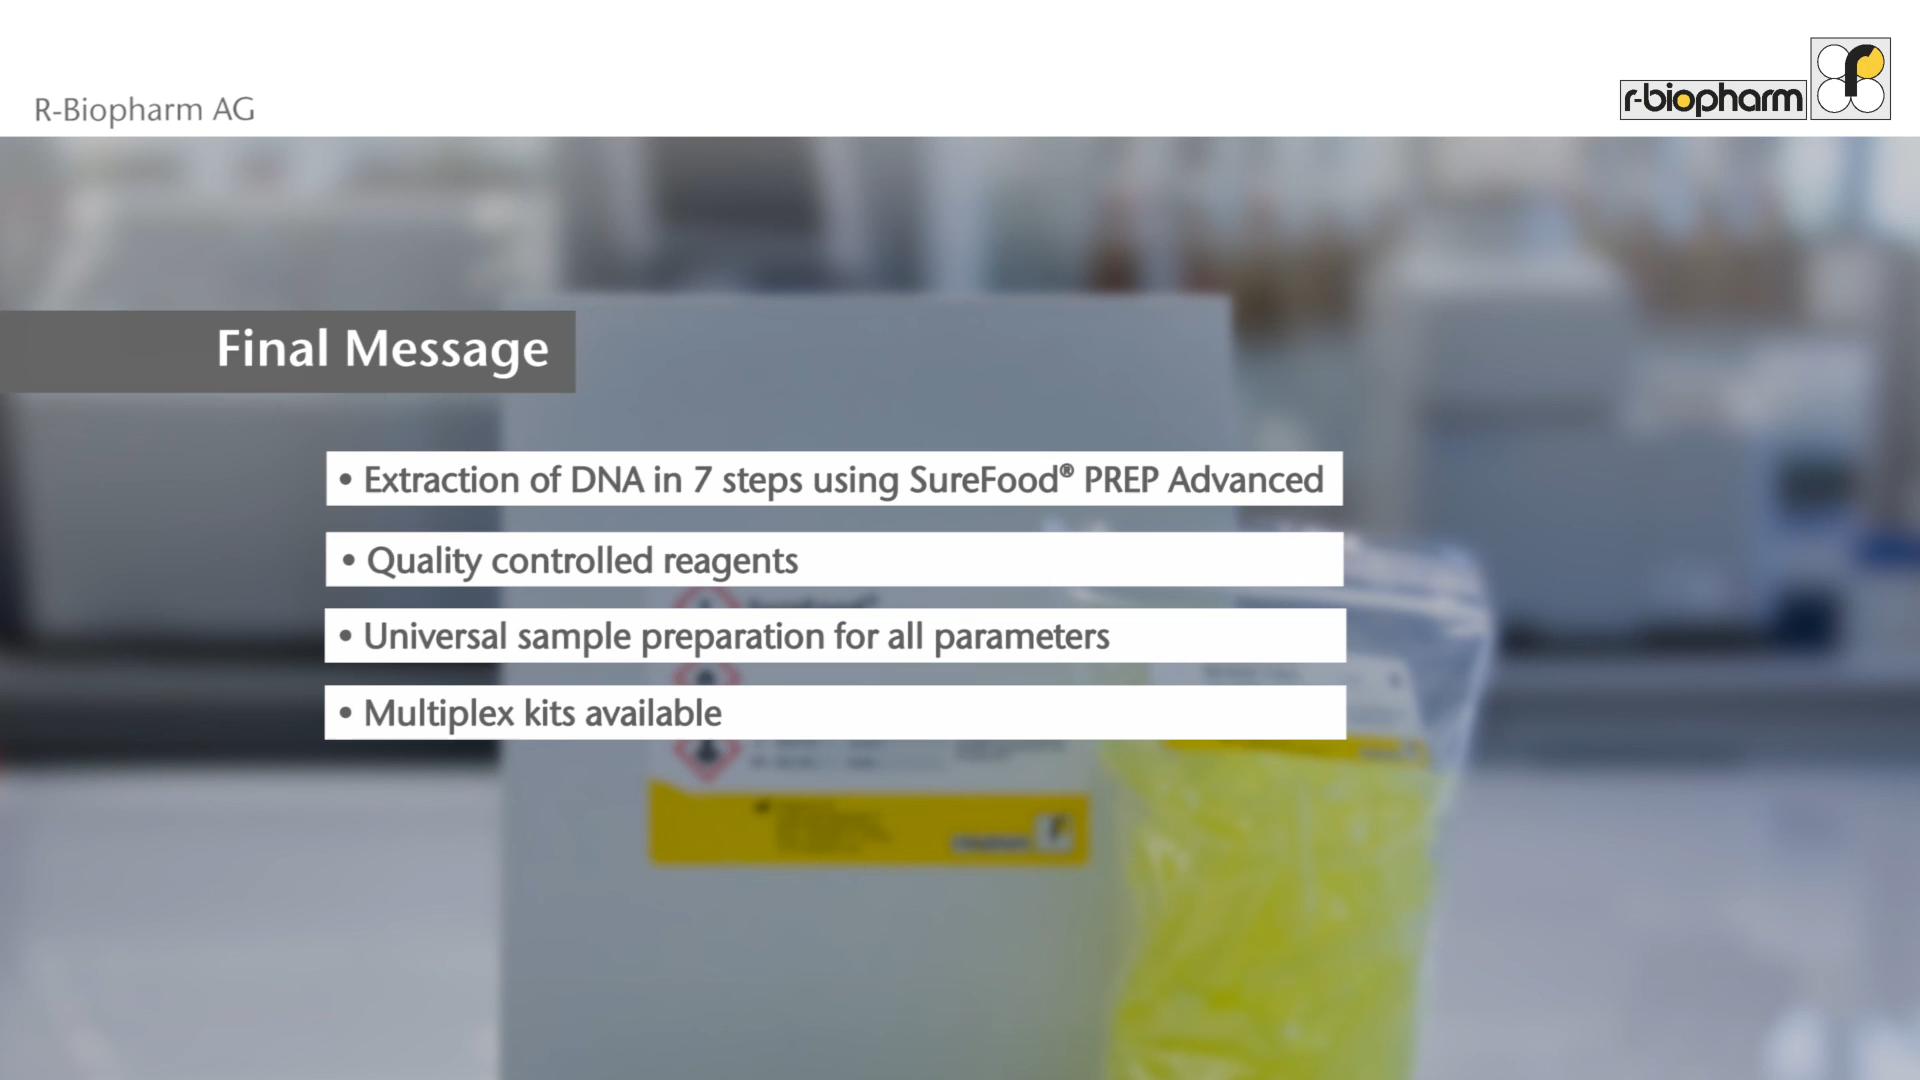 R-Biopharm AG
r-biopharm
Final Message
• Extraction of DNA in 7 steps using SureFood® PREP Advanced
• Quality controlled reagents
• Universal sample preparation for all parameters
• Multiplex kits available